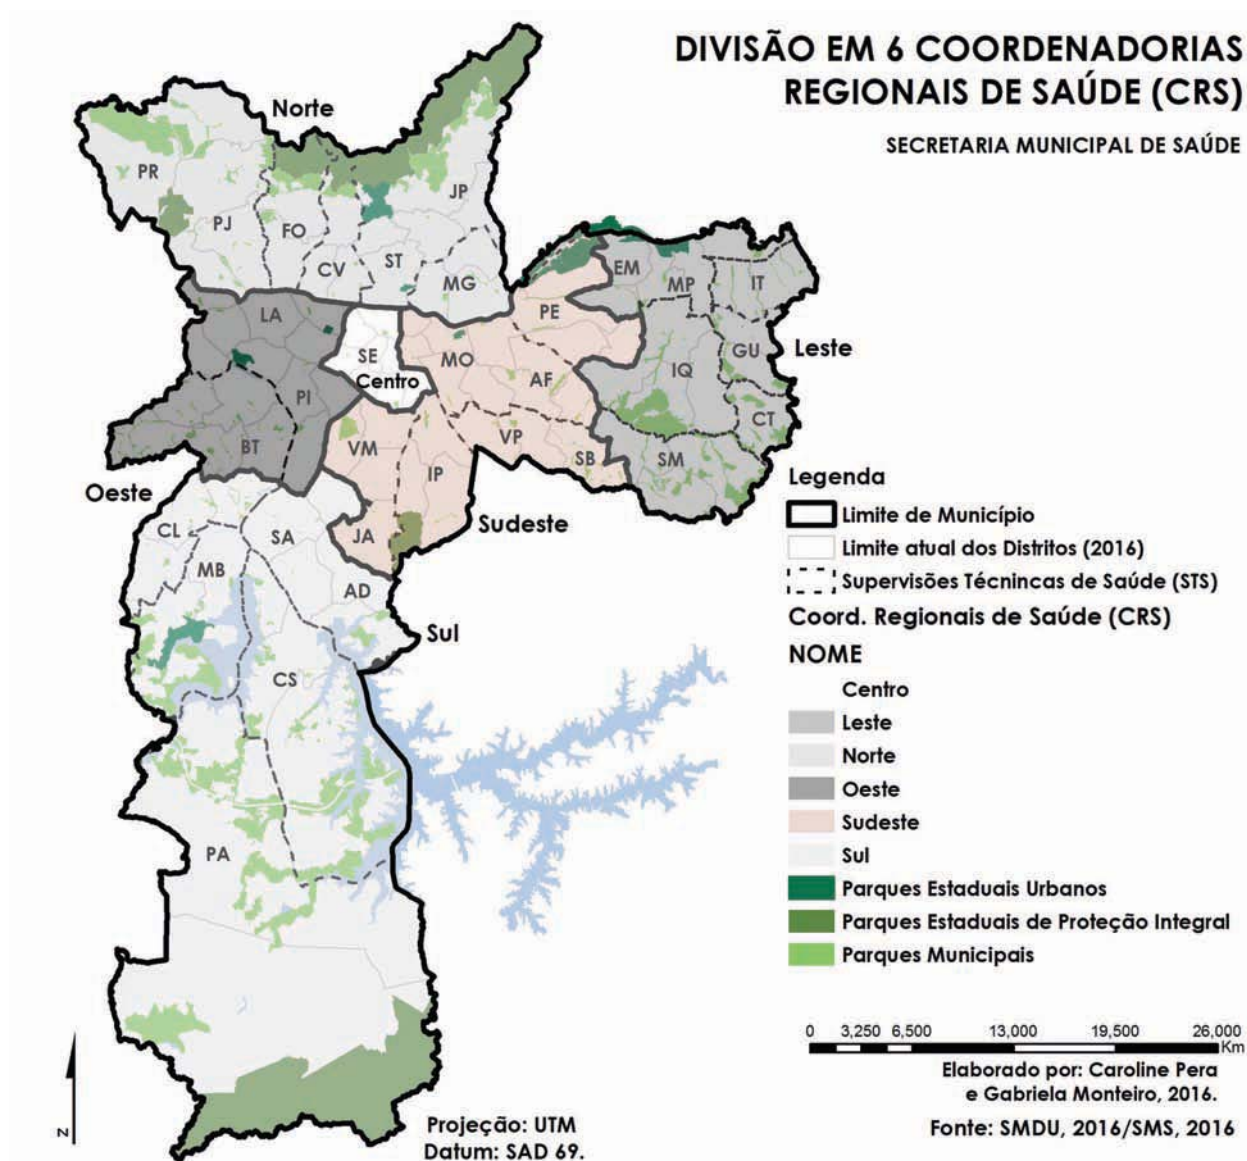 DIVISÃO EM 6 COORDENADORIAS
REGIONAIS DE SAÚDE (CRS)
SECRETARIA MUNICIPAL DE SAÚDE
Norte
PR
JP
PJ
FO
CV
ST
MG
EM
MP
IT
LA
PE
SE
MO
GU
Leste
Centro
AF
IQ
PI
CT
BT
VM
VP
SB
SM
IP
Oeste
Sudeste
CL
SA
JA
MB
AD
Sul
CS
PA
Legenda
Limite de Município
Limite atual dos Distritos (2016)
Supervisões Técnincas de Saúde (STS)
Coord. Regionais de Saúde (CRS)
NOME
Centro
Leste
Norte
Oeste
Sudeste
Sul
Parques Estaduais Urbanos
Parques Estaduais de Proteção Integral
Parques Municipais
0 3,250 6,500 13,000 19,500 26,000
Km
Elaborado por: Caroline Pera
e Gabriela Monteiro, 2016.
Fonte: SMDU, 2016/SMS, 2016
Z
Projeção: UTM
Datum: SAD 69.